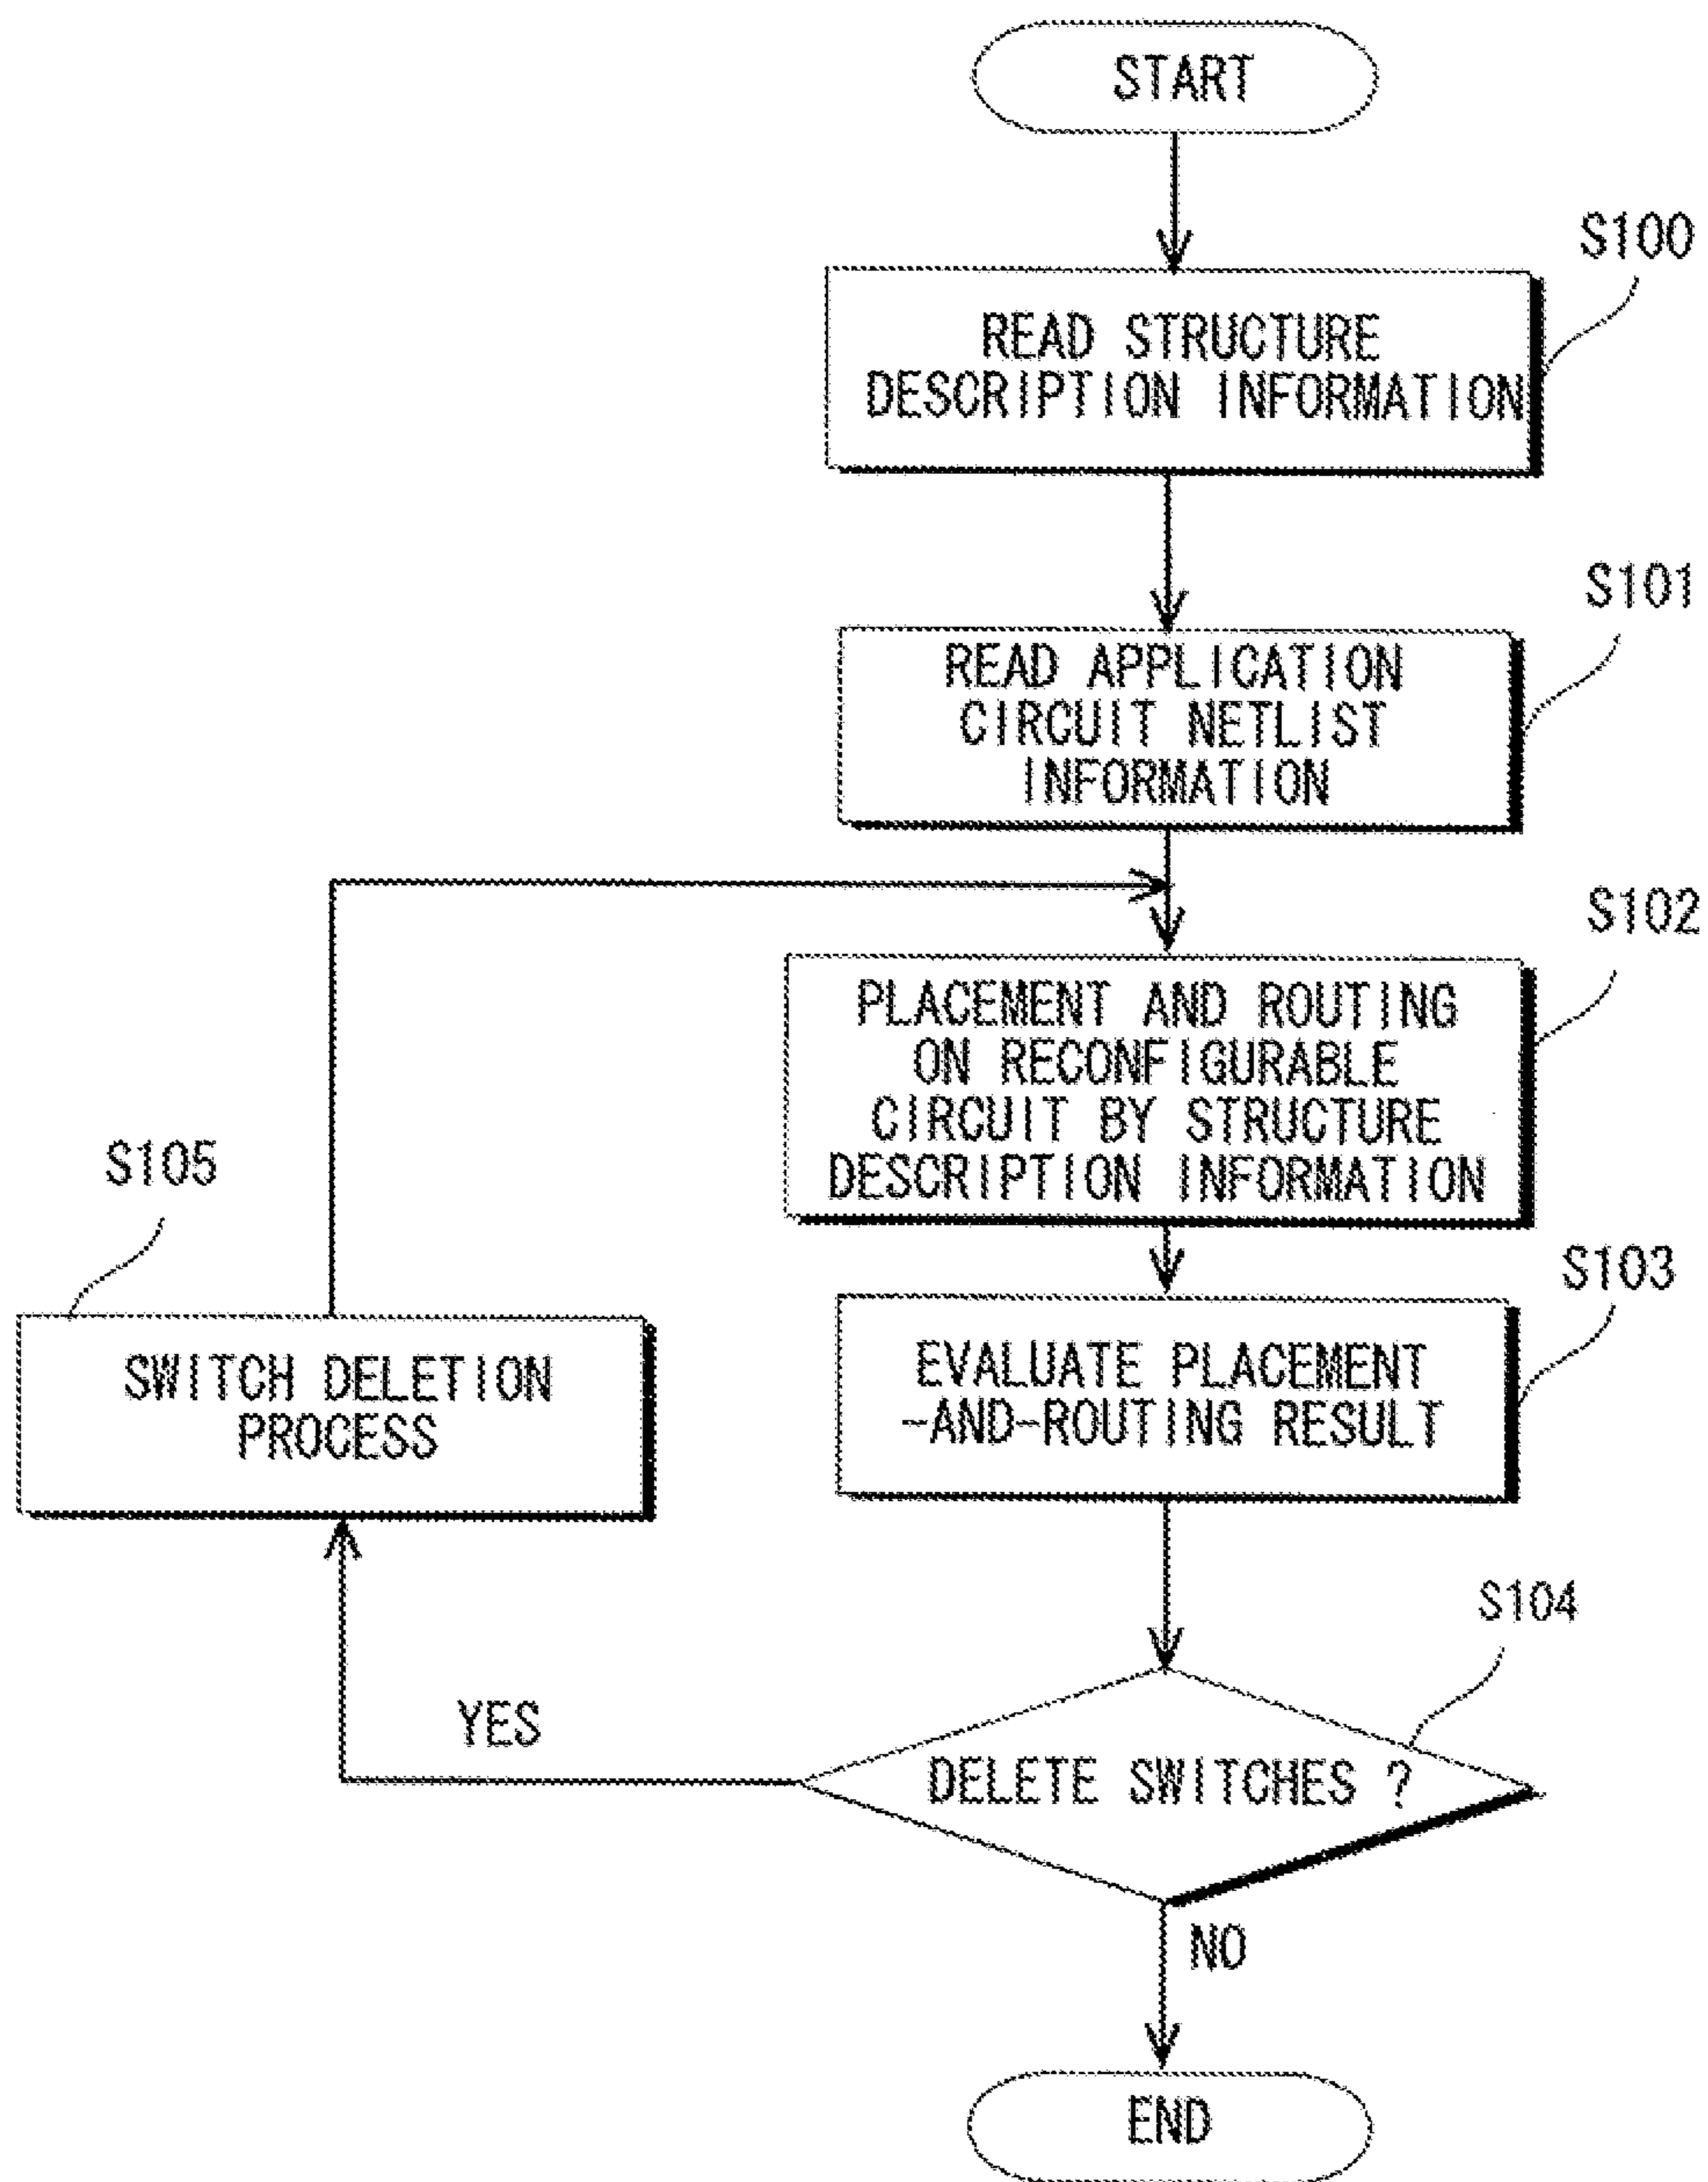 START
S100
READ STRUCTURE
DESCRIPTION INFORMATION
S101
READ APPLICATION
CIRCUIT NETLIST
INFORMATION
S102
PLACEMENT AND ROUTING
ON RECONFIGURABLE
CIRCUIT BY STRUCTURE
DESCRIPTION INFORMATION
S103
EVALUATE PLACEMENT
-AND-ROUTING RESULT
S105
SWITCH DELETION
PROCESS
S104
DELETE SWITCHES ?
YES
NO
END